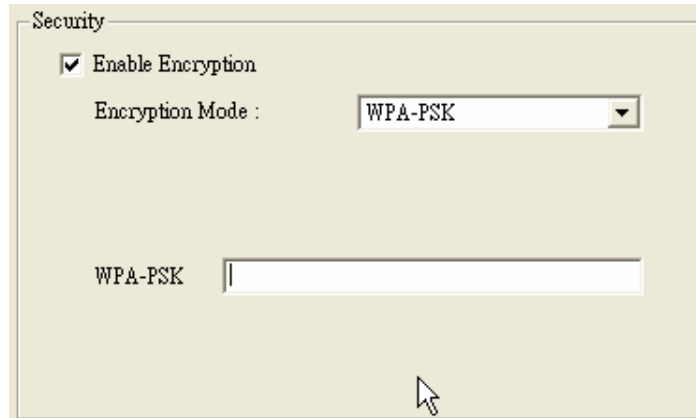 Security
Enable Encryption
Encryption Mode : WPA-PSK
WPA-PSK